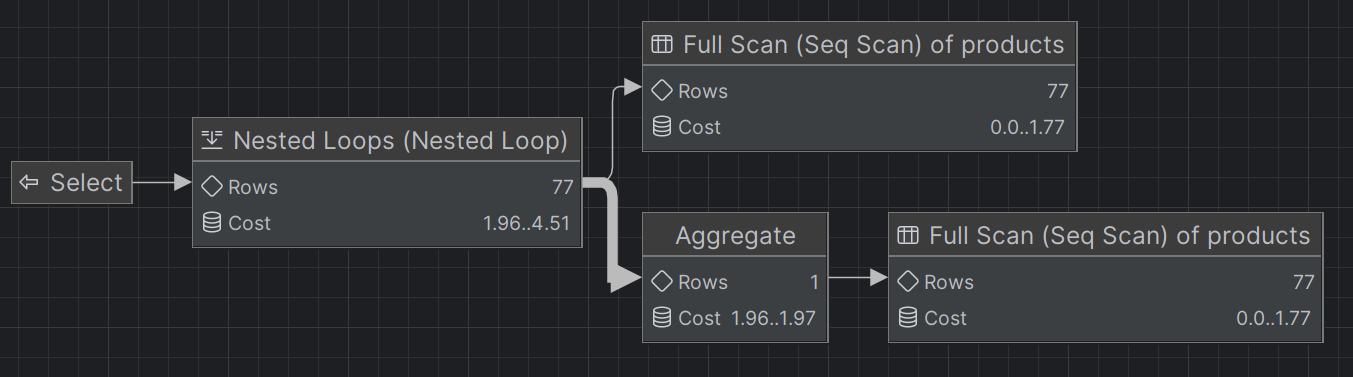 Select
Nested Loops (Nested Loop)
Rows 77
Cost 1.96..4.51
Full Scan (Seq Scan) of products
Rows 77
Cost 0.0..1.77
Aggregate
Rows 1
Cost 1.96..1.97
Full Scan (Seq Scan) of products
Rows 77
Cost 0.0..1.77